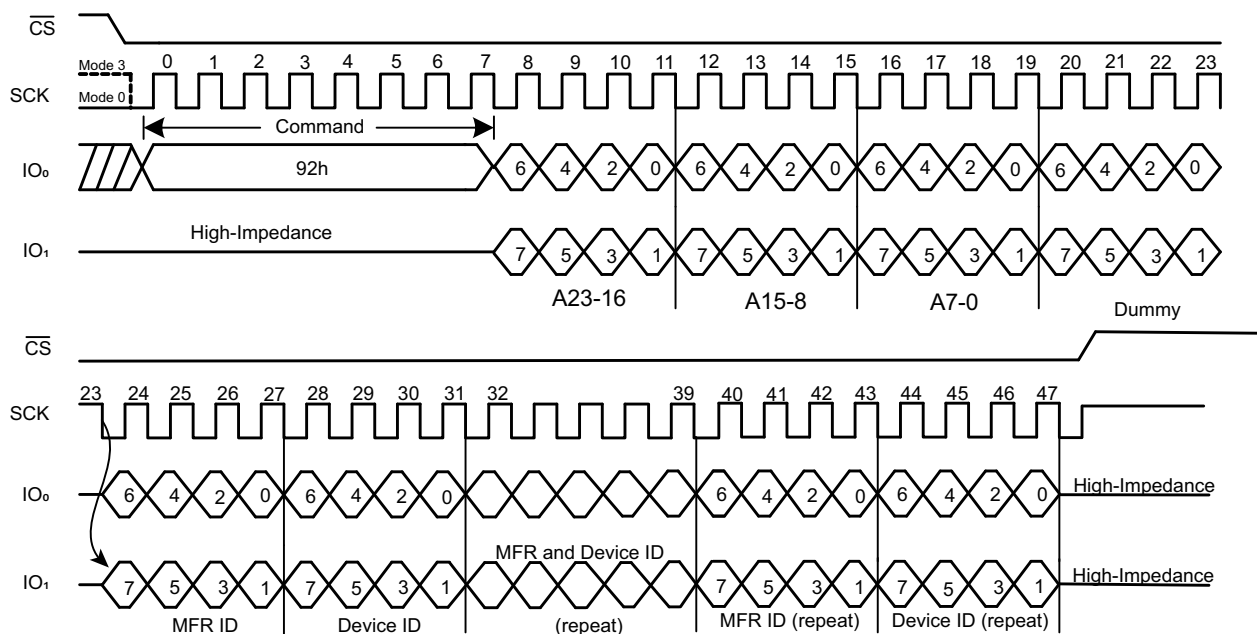 CS
0 1 2 3 4 5 6 7 8 9 10 11 12 13 14 15 16 17 18 19 20 21 22 23
Mode 3
SCK
Mode 0
Command
IO₀
92h
6 4 2 0 6 4 2 0 6 4 2 0 6 4 2 0
High-Impedance
IO₁
7 5 3 1 7 5 3 1 7 5 3 1 7 5 3 1
A23-16 A15-8 A7-0
Dummy
CS
23 24 25 26 27 28 29 30 31 32 39 40 41 42 43 44 45 46 47
SCK
IO₀
6 4 2 0 6 4 2 0 6 4 2 0 6 4 2 0
High-Impedance
MFR and Device ID
IO₁
7 5 3 1 7 5 3 1 7 5 3 1 7 5 3 1
High-Impedance
MFR ID Device ID (repeat) MFR ID (repeat) Device ID (repeat)